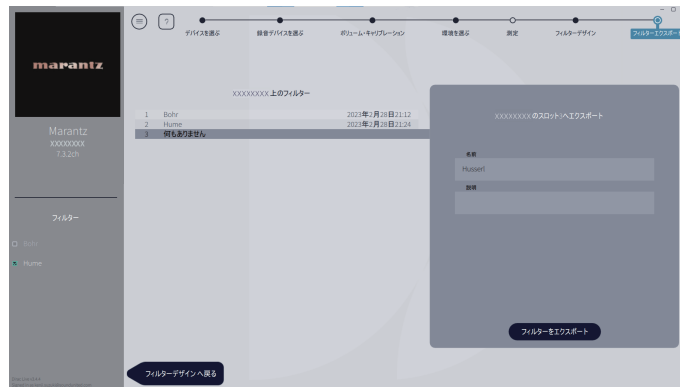 marantz
Marantz
XXXXXXXX
7.3.2ch
フィルター
Bohr
Hume
?
デバイスを選ぶ
録音デバイスを選ぶ
ボリューム・キャリブレーション
環境を選ぶ
測定
フィルターデザイン
フィルターエクスポート
XXXXXXXX 上のフィルター
1 Bohr 2023年2月28日21:12
2 Hume 2023年2月28日21:24
3 何もありません
XXXXXXXX のスロット3へエクスポート
名前
Husserl
説明
フィルターをエクスポート
フィルターデザインへ戻る